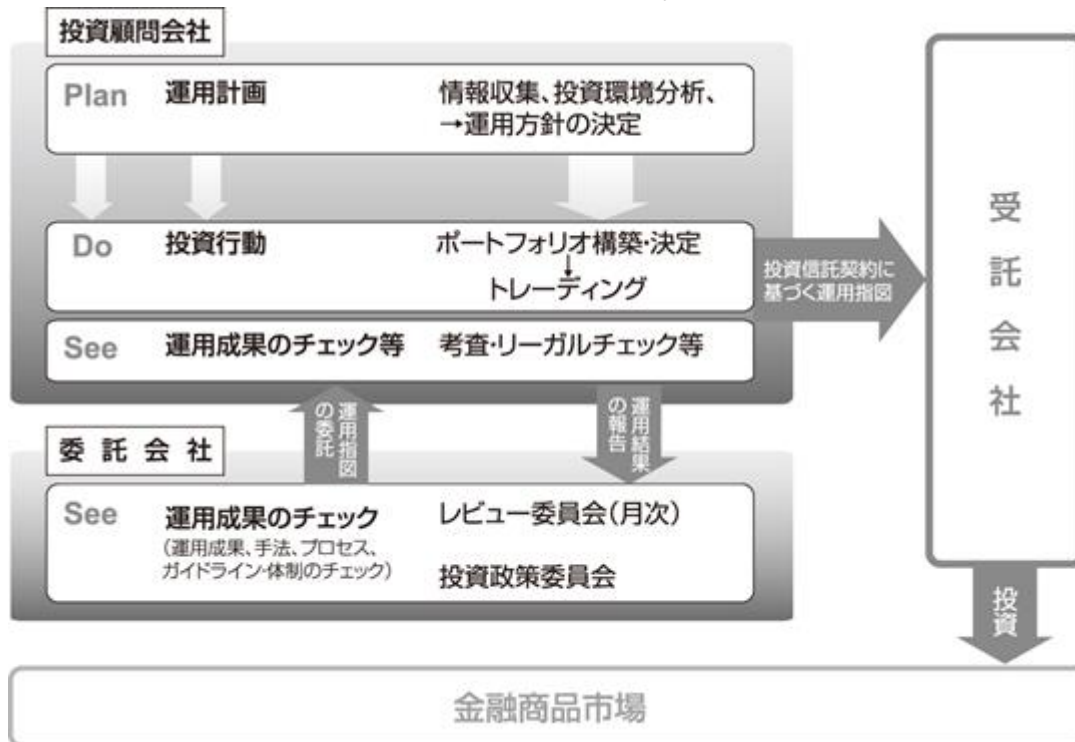 投資顧問会社
Plan 運用計画 情報収集、投資環境分析、
→運用方針の決定
Do 投資行動 ポートフォリオ構築・決定
トレーディング
See 運用成果のチェック等 考査・リーガルチェック等
投資信託契約に
基づく運用指図
受託会社
運用指図
の委託
運用結果
の報告
委託会社
See 運用成果のチェック レビュー委員会(月次)
(運用成果、手法、プロセス、
ガイドライン・体制のチェック)
投資政策委員会
投資
金融商品市場